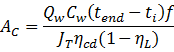 A_C = \frac{Q_w C_w (t_{end} - t_i) f}{J_T \eta_{cd} (1 - \eta_L)}